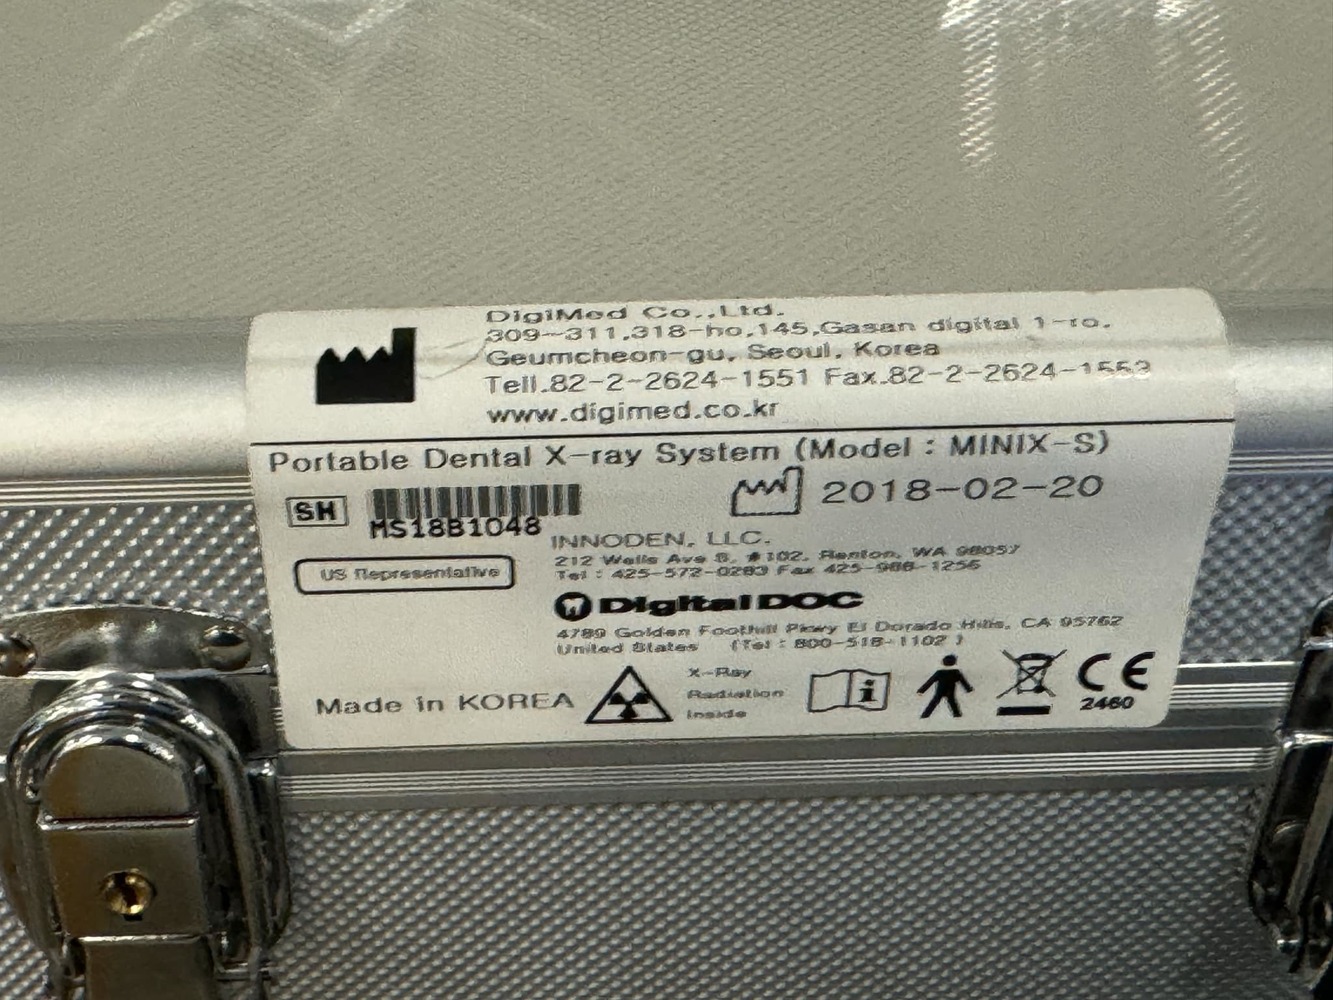 DigiMed Co.,Ltd.
309-311,318-ho,145,Gasan digital 1-ro,
Geumcheon-gu, Seoul, Korea
Tell.82-2-2624-1551 Fax.82-2-2624-1553
www.digimed.co.kr
Portable Dental X-ray System (Model : MINIX-S)
SN 2018-02-20
MS18B1048
INNODEN, LLC.
212 Wells Ave S, #102, Renton, WA 98057
US Representative Tel : 425-572-0283 Fax 425-988-1256
DigitalDOC
4789 Golden Foothill Pkwy El Dorado Hills, CA 95762
United States (Tel : 800-518-1102 )
Made in KOREA
X-Ray
Radiation
Inside
i
CE
2460